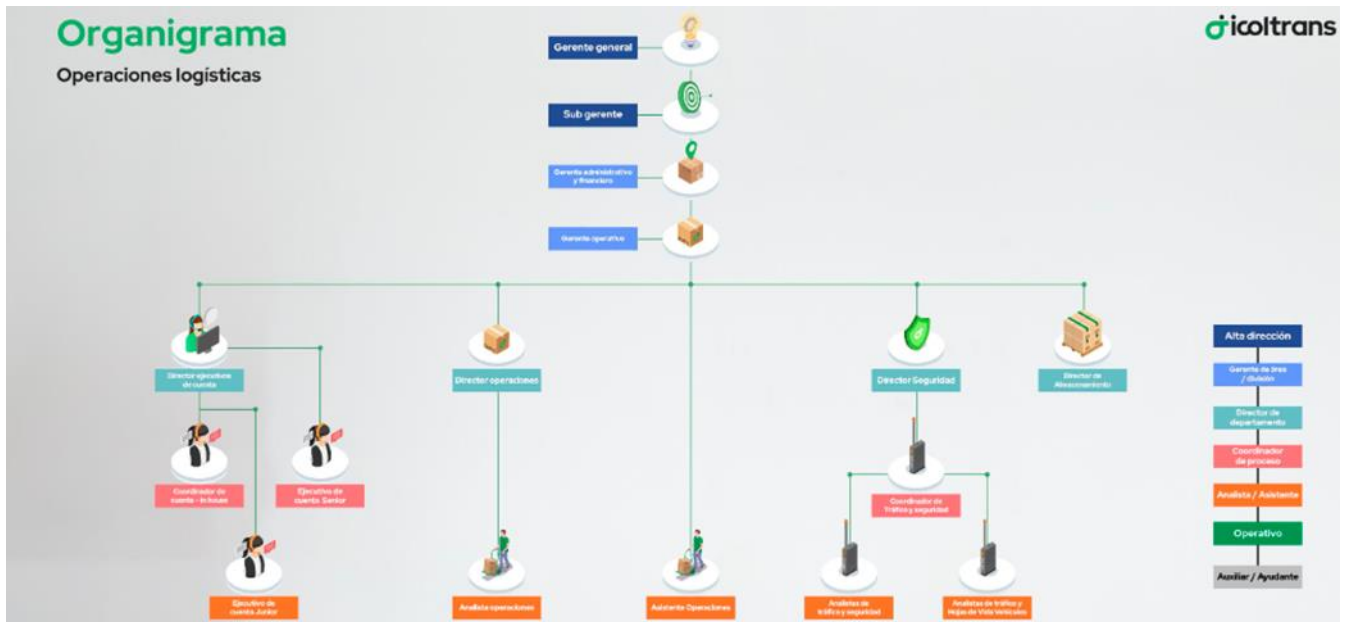 Organigrama
Operaciones logísticas
icoltrans
Gerente general
Sub gerente
Gerente administrativo
y financiero
Gerente operativo
Director ejecutivos
de cuenta
Director operaciones
Director Seguridad
Director de
Almacenamiento
Coordinador de
cuenta - In house
Ejecutivo de
cuenta Senior
Coordinador de
Tráfico y seguridad
Ejecutivo de
cuenta Junior
Analista operaciones
Asistente Operaciones
Analistas de
tráfico y seguridad
Analistas de tráfico y
Hojas de Vida Vehículos
Alta dirección
Gerente de área
/ división
Director de
departamento
Coordinador
de proceso
Analista / Asistente
Operativo
Auxiliar / Ayudante